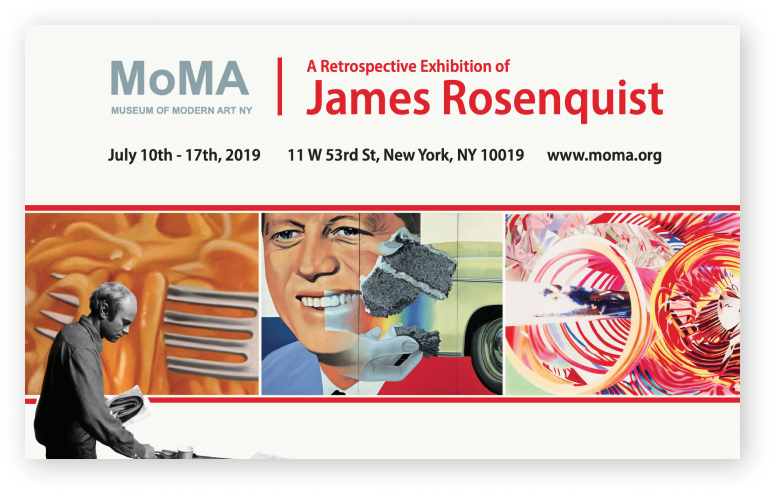 MoMA
MUSEUM OF MODERN ART NY
A Retrospective Exhibition of
James Rosenquist
July 10th - 17th, 2019 11 W 53rd St, New York, NY 10019 www.moma.org